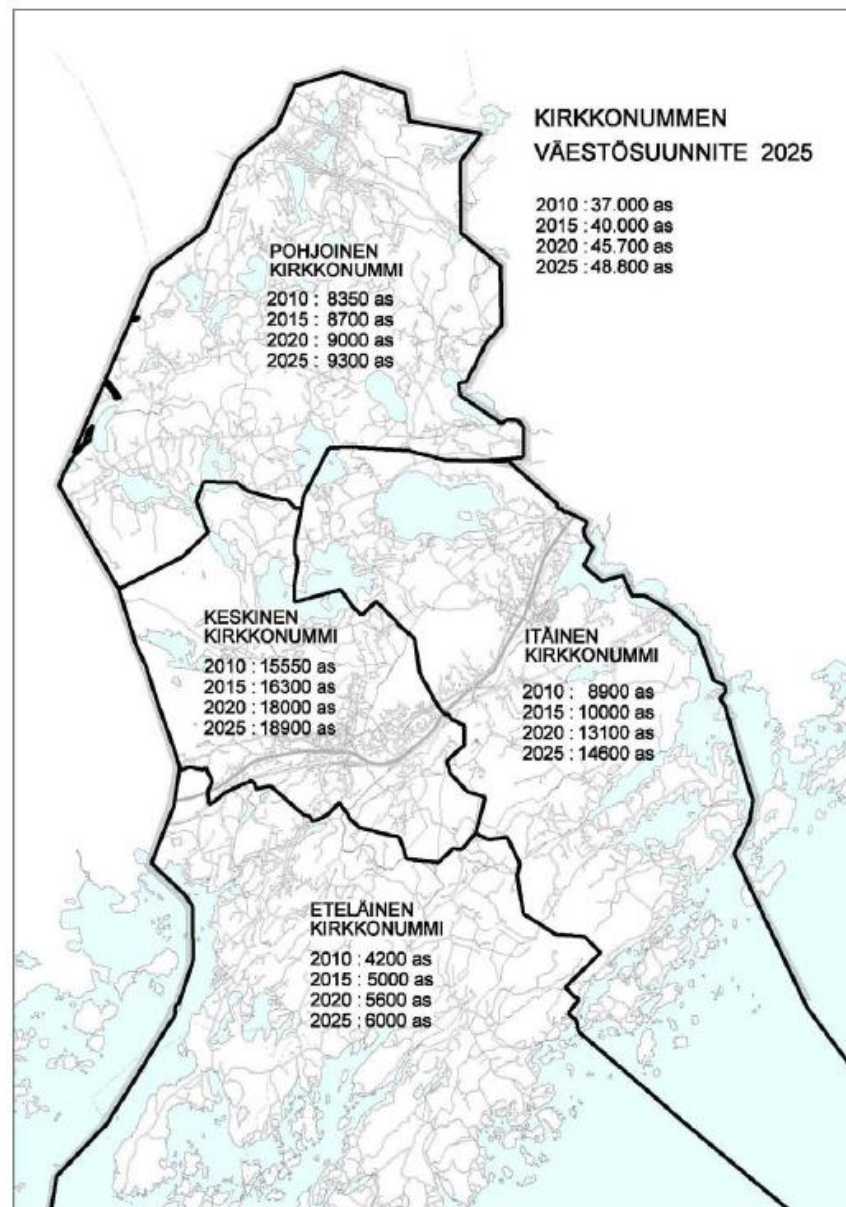 KIRKKONUMMEN
VÄESTÖSUUNNITE 2025
2010 : 37.000 as
2015 : 40.000 as
2020 : 45.700 as
2025 : 48.800 as
POHJOINEN
KIRKKONUMMI
2010 : 8350 as
2015 : 8700 as
2020 : 9000 as
2025 : 9300 as
KESKINEN
KIRKKONUMMI
2010 : 15550 as
2015 : 16300 as
2020 : 18000 as
2025 : 18900 as
ITÄINEN
KIRKKONUMMI
2010 : 8900 as
2015 : 10000 as
2020 : 13100 as
2025 : 14600 as
ETELÄINEN
KIRKKONUMMI
2010 : 4200 as
2015 : 5000 as
2020 : 5600 as
2025 : 6000 as